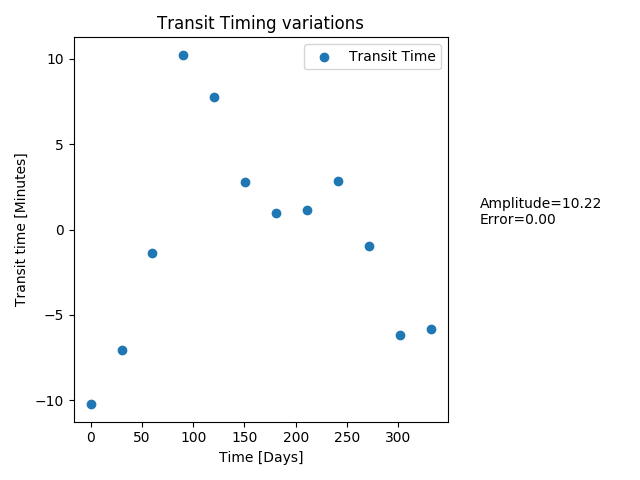 Transit Timing variations
Transit Time
Transit time [Minutes]
10
5
0
−5
−10
0
50
100
150
200
250
300
Time [Days]
Amplitude=10.22
Error=0.00